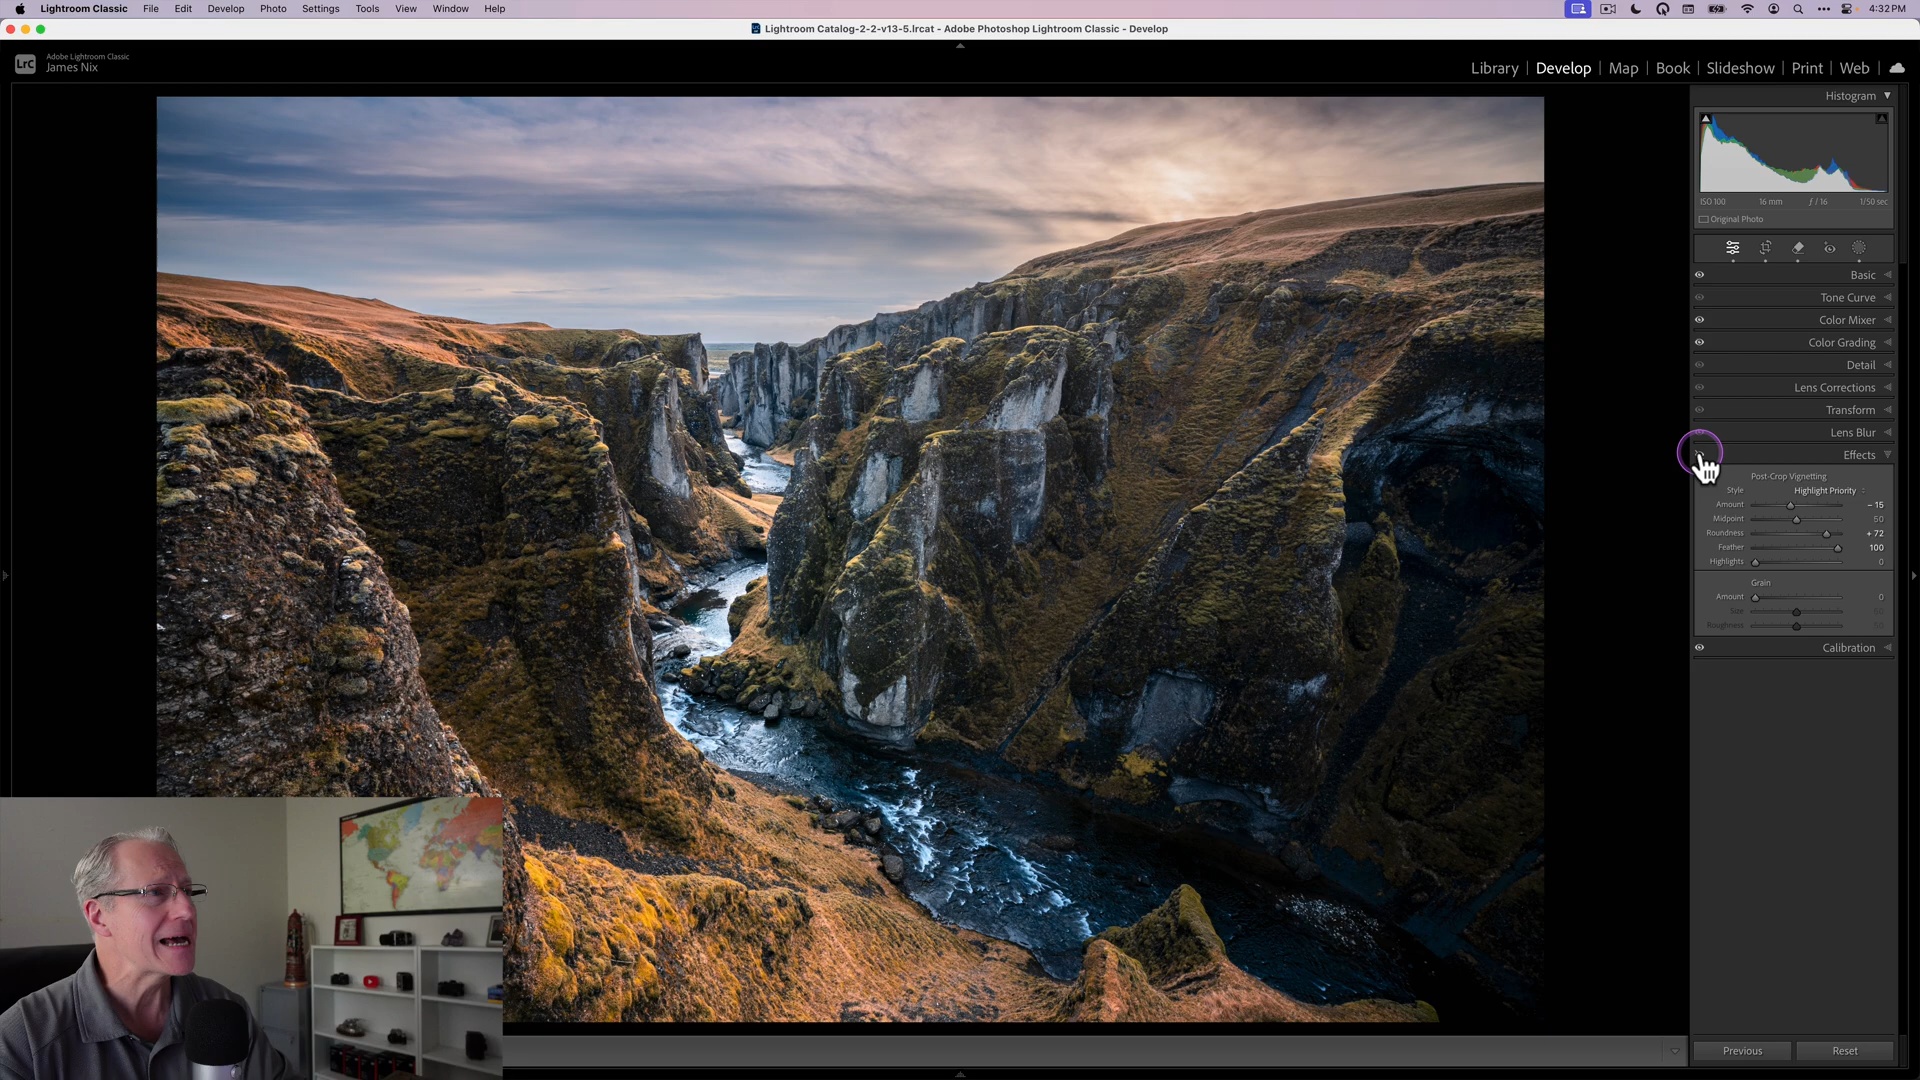 Lightroom Classic File Edit Develop Photo Settings Tools View Window Help 4:32 PM
Lightroom Catalog-2-2-v13-5.lrcat - Adobe Photoshop Lightroom Classic - Develop
LrC
Adobe Lightroom Classic
James Nix
Library | Develop | Map | Book | Slideshow | Print | Web
Histogram
ISO 100 16 mm ƒ / 16 1/50 sec
Original Photo
Basic
Tone Curve
Color Mixer
Color Grading
Detail
Lens Corrections
Transform
Lens Blur
Effects
Post-Crop Vignetting
Style Highlight Priority
Amount – 15
Midpoint 50
Roundness + 72
Feather 100
Highlights 0
Grain
Amount 0
Size
Roughness
Calibration
Previous Reset